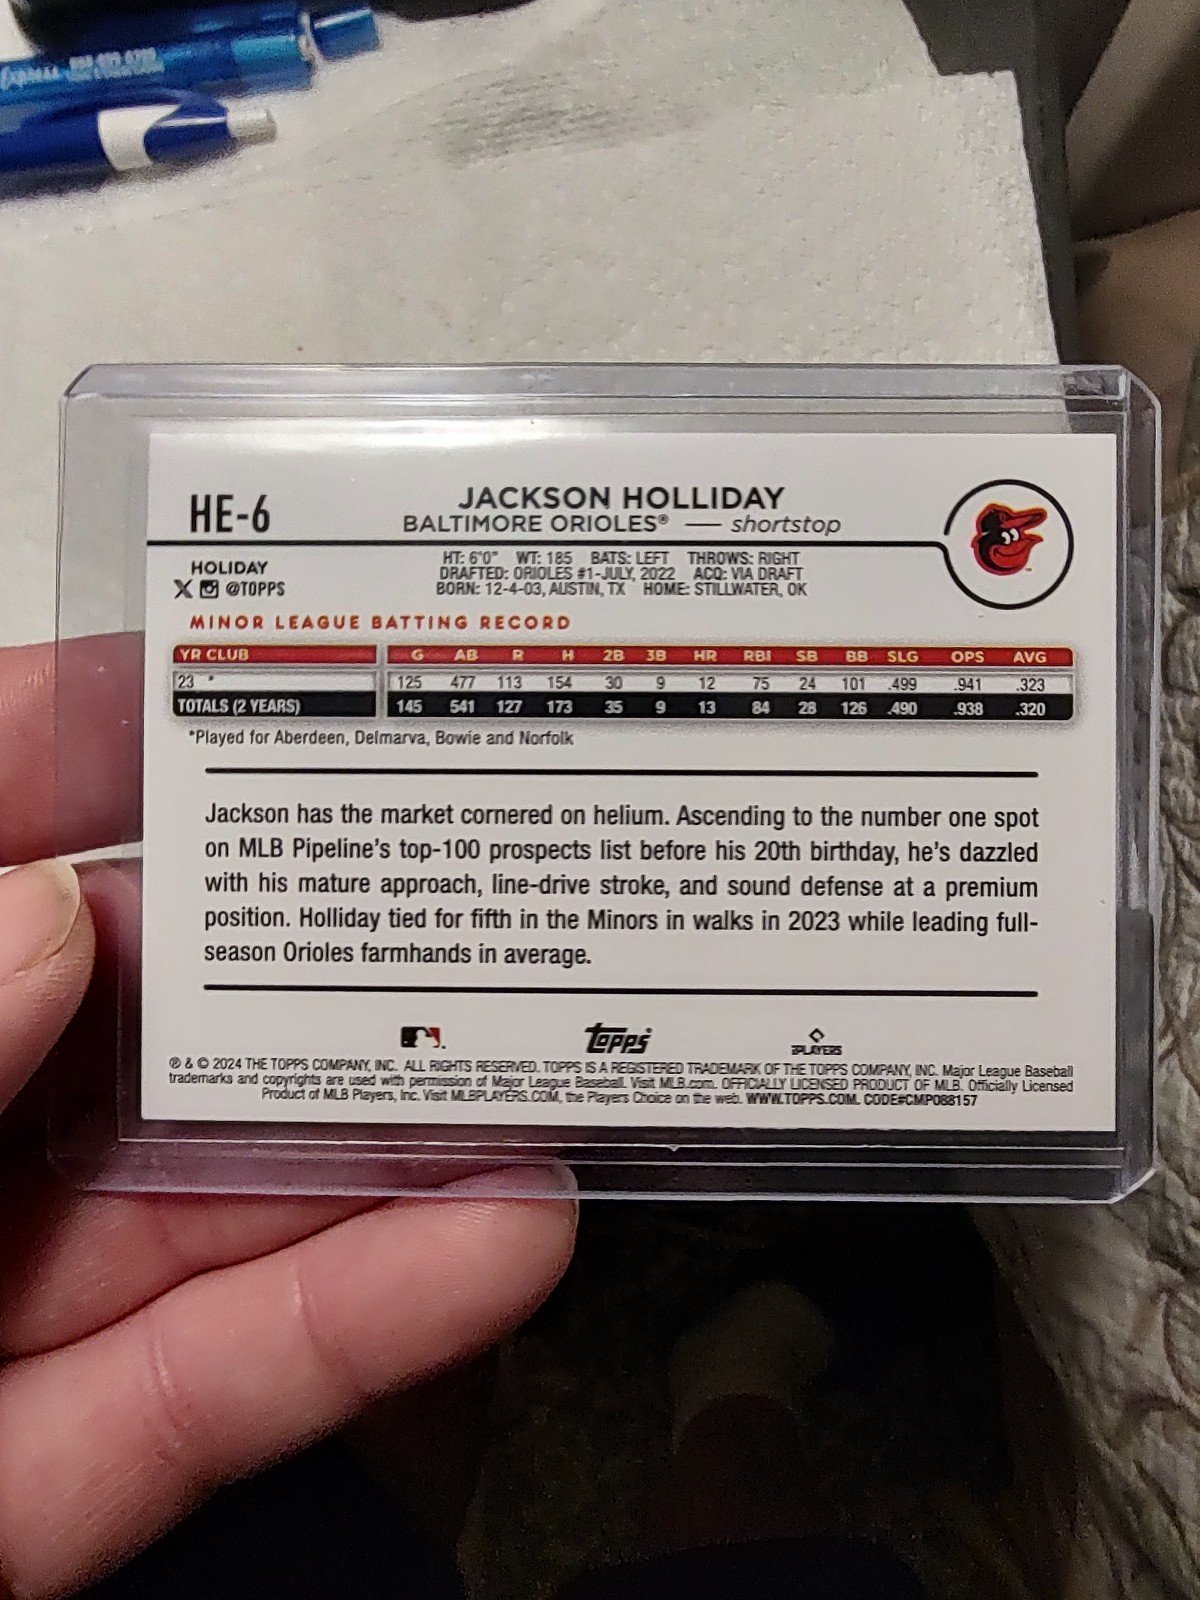 Express 888-699-6200
HE-6
JACKSON HOLLIDAY
BALTIMORE ORIOLES® — shortstop
HOLIDAY
@TOPPS
HT: 6'0" WT: 185 BATS: LEFT THROWS: RIGHT
DRAFTED: ORIOLES #1-JULY, 2022 ACQ: VIA DRAFT
BORN: 12-4-03, AUSTIN, TX HOME: STILLWATER, OK
MINOR LEAGUE BATTING RECORD
YR CLUB G AB R H 2B 3B HR RBI SB BB SLG OPS AVG
23 * 125 477 113 154 30 9 12 75 24 101 .499 .941 .323
TOTALS (2 YEARS) 145 541 127 173 35 9 13 84 28 126 .490 .938 .320
*Played for Aberdeen, Delmarva, Bowie and Norfolk
Jackson has the market cornered on helium. Ascending to the number one spot
on MLB Pipeline's top-100 prospects list before his 20th birthday, he's dazzled
with his mature approach, line-drive stroke, and sound defense at a premium
position. Holliday tied for fifth in the Minors in walks in 2023 while leading full-
season Orioles farmhands in average.
Topps
PLAYERS
® & © 2024 THE TOPPS COMPANY, INC. ALL RIGHTS RESERVED. TOPPS IS A REGISTERED TRADEMARK OF THE TOPPS COMPANY, INC. Major League Baseball
trademarks and copyrights are used with permission of Major League Baseball. Visit MLB.com. OFFICIALLY LICENSED PRODUCT OF MLB. Officially Licensed
Product of MLB Players, Inc. Visit MLBPLAYERS.COM, the Players Choice on the web. WWW.TOPPS.COM. CODE#CMP088157